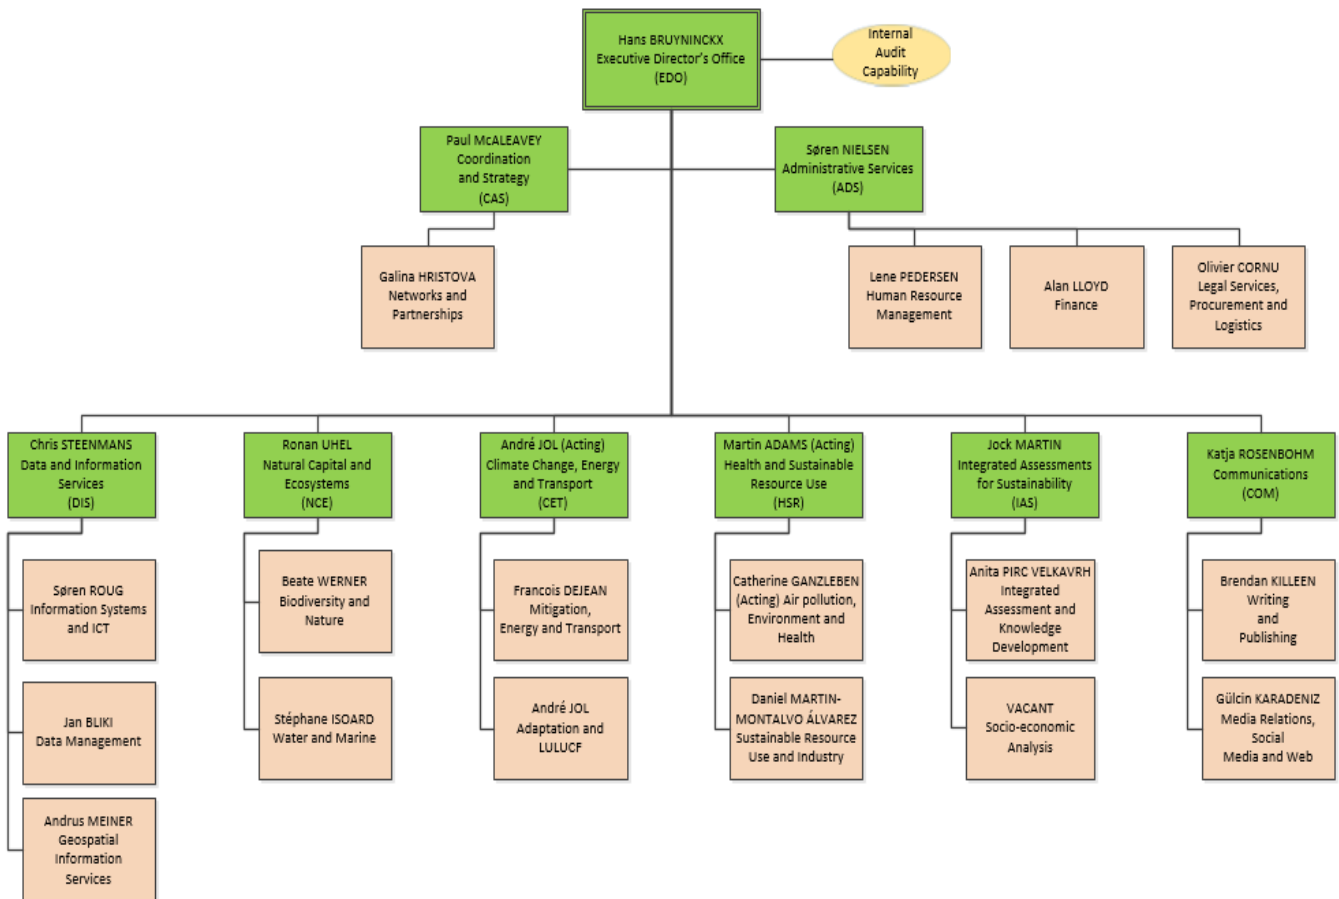 Hans BRUYNINCKX
Executive Director's Office
(EDO)
Internal
Audit
Capability
Paul McALEAVEY
Coordination
and Strategy
(CAS)
Søren NIELSEN
Administrative Services
(ADS)
Galina HRISTOVA
Networks and
Partnerships
Lene PEDERSEN
Human Resource
Management
Alan LLOYD
Finance
Olivier CORNU
Legal Services,
Procurement and
Logistics
Chris STEENMANS
Data and Information
Services
(DIS)
Ronan UHEL
Natural Capital and
Ecosystems
(NCE)
André JOL (Acting)
Climate Change, Energy
and Transport
(CET)
Martin ADAMS (Acting)
Health and Sustainable
Resource Use
(HSR)
Jock MARTIN
Integrated Assessments
for Sustainability
(IAS)
Katja ROSENBOHM
Communications
(COM)
Søren ROUG
Information Systems
and ICT
Beate WERNER
Biodiversity and
Nature
Francois DEJEAN
Mitigation,
Energy and Transport
Catherine GANZLEBEN
(Acting) Air pollution,
Environment and
Health
Anita PIRC VELKAVRH
Integrated
Assessment and
Knowledge
Development
Brendan KILLEEN
Writing
and
Publishing
Jan BLIKI
Data Management
Stéphane ISOARD
Water and Marine
André JOL
Adaptation and
LULUCF
Daniel MARTIN-
MONTALVO ÁLVAREZ
Sustainable Resource
Use and Industry
VACANT
Socio-economic
Analysis
Gülcin KARADENIZ
Media Relations,
Social
Media and Web
Andrus MEINER
Geospatial
Information
Services